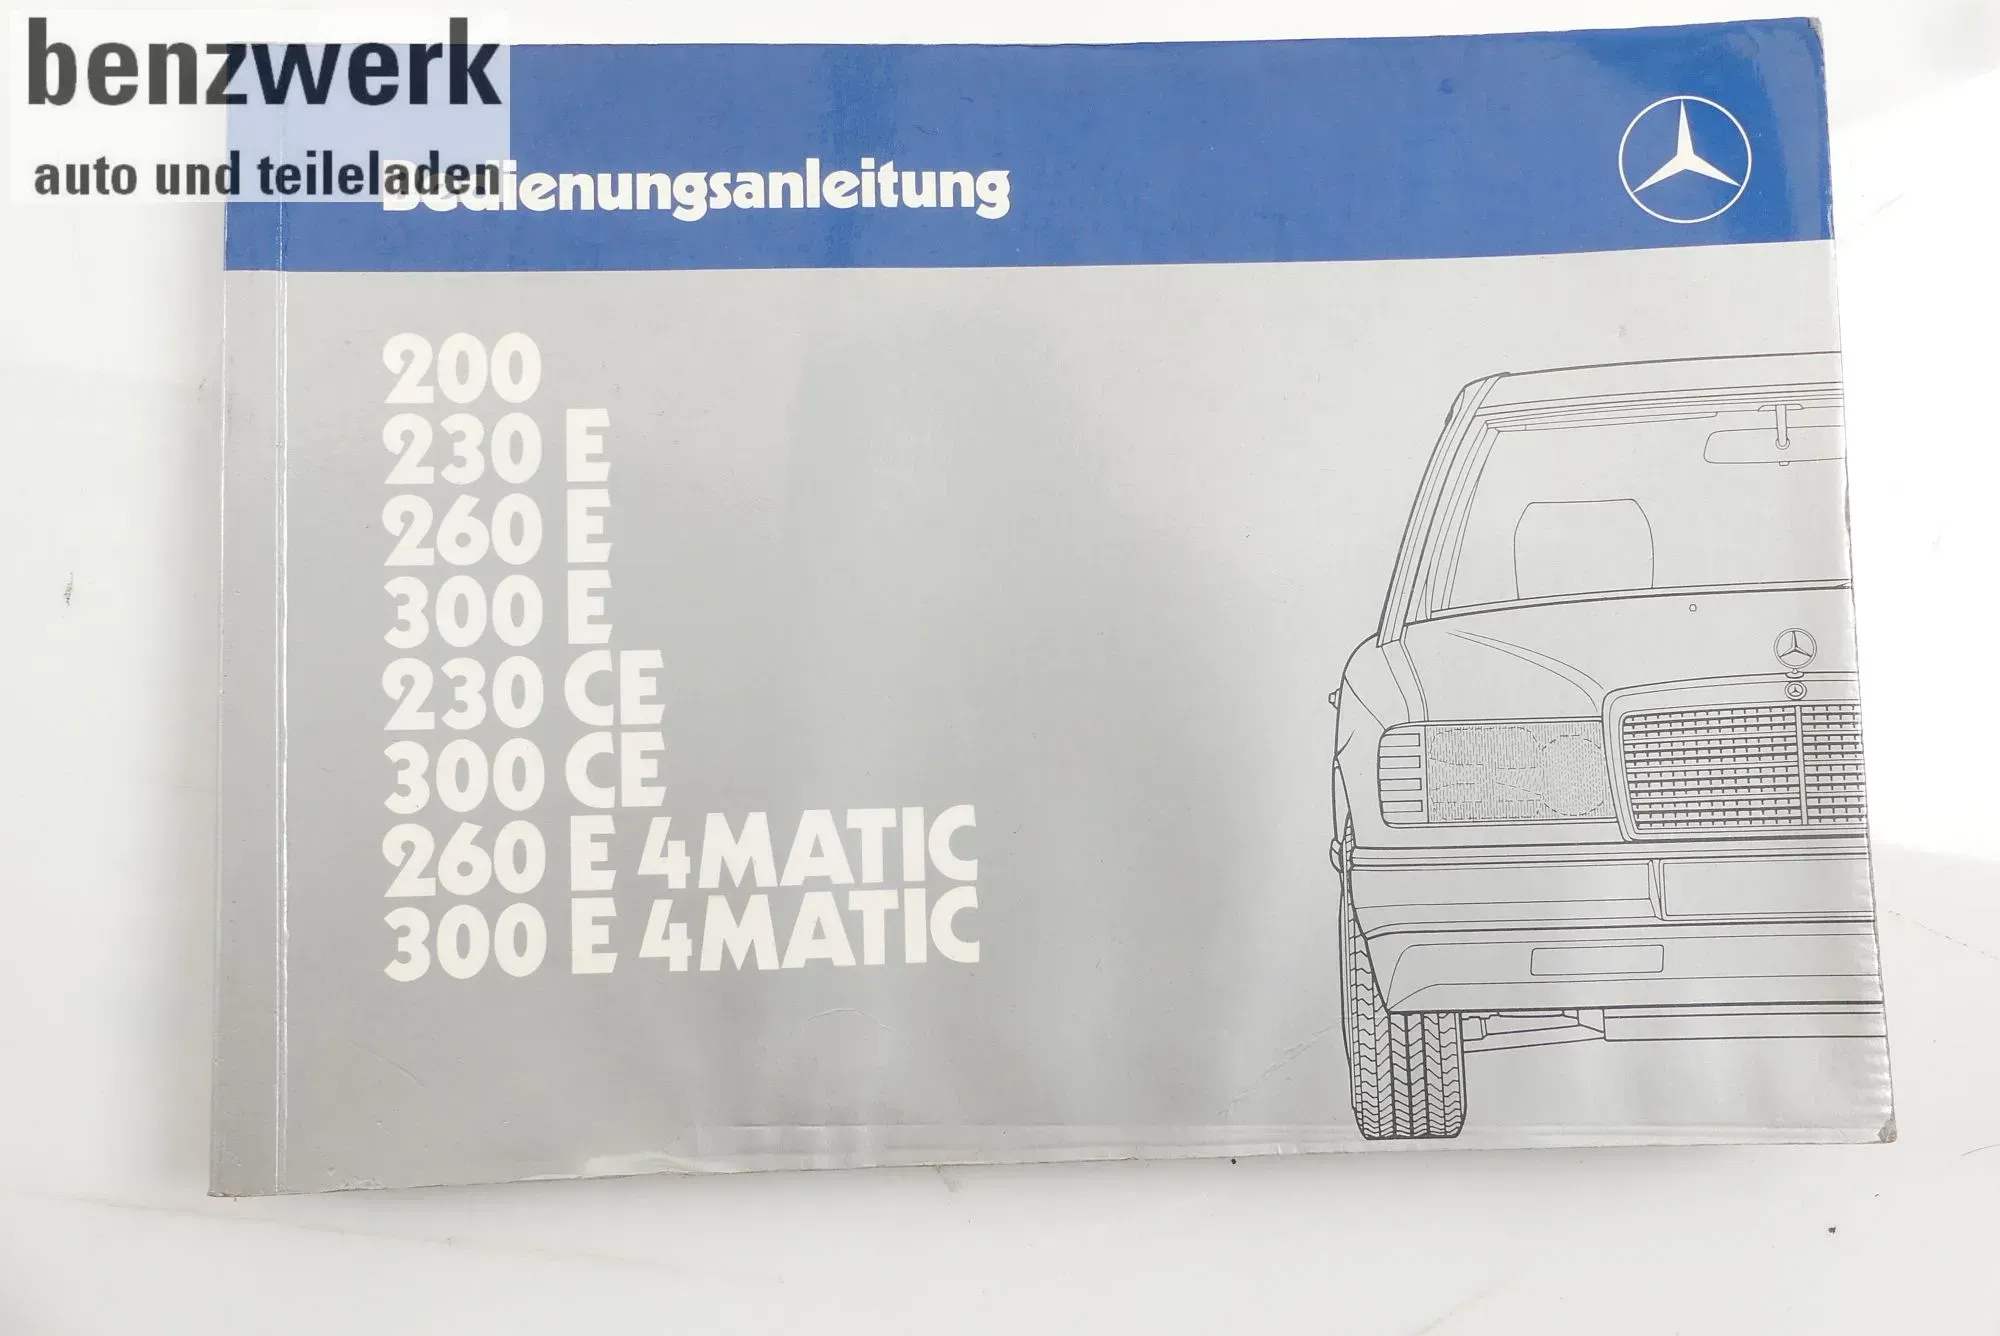 benzwerk
auto und teileladen
Bedienungsanleitung
200
230 E
260 E
300 E
230 CE
300 CE
260 E 4MATIC
300 E 4MATIC